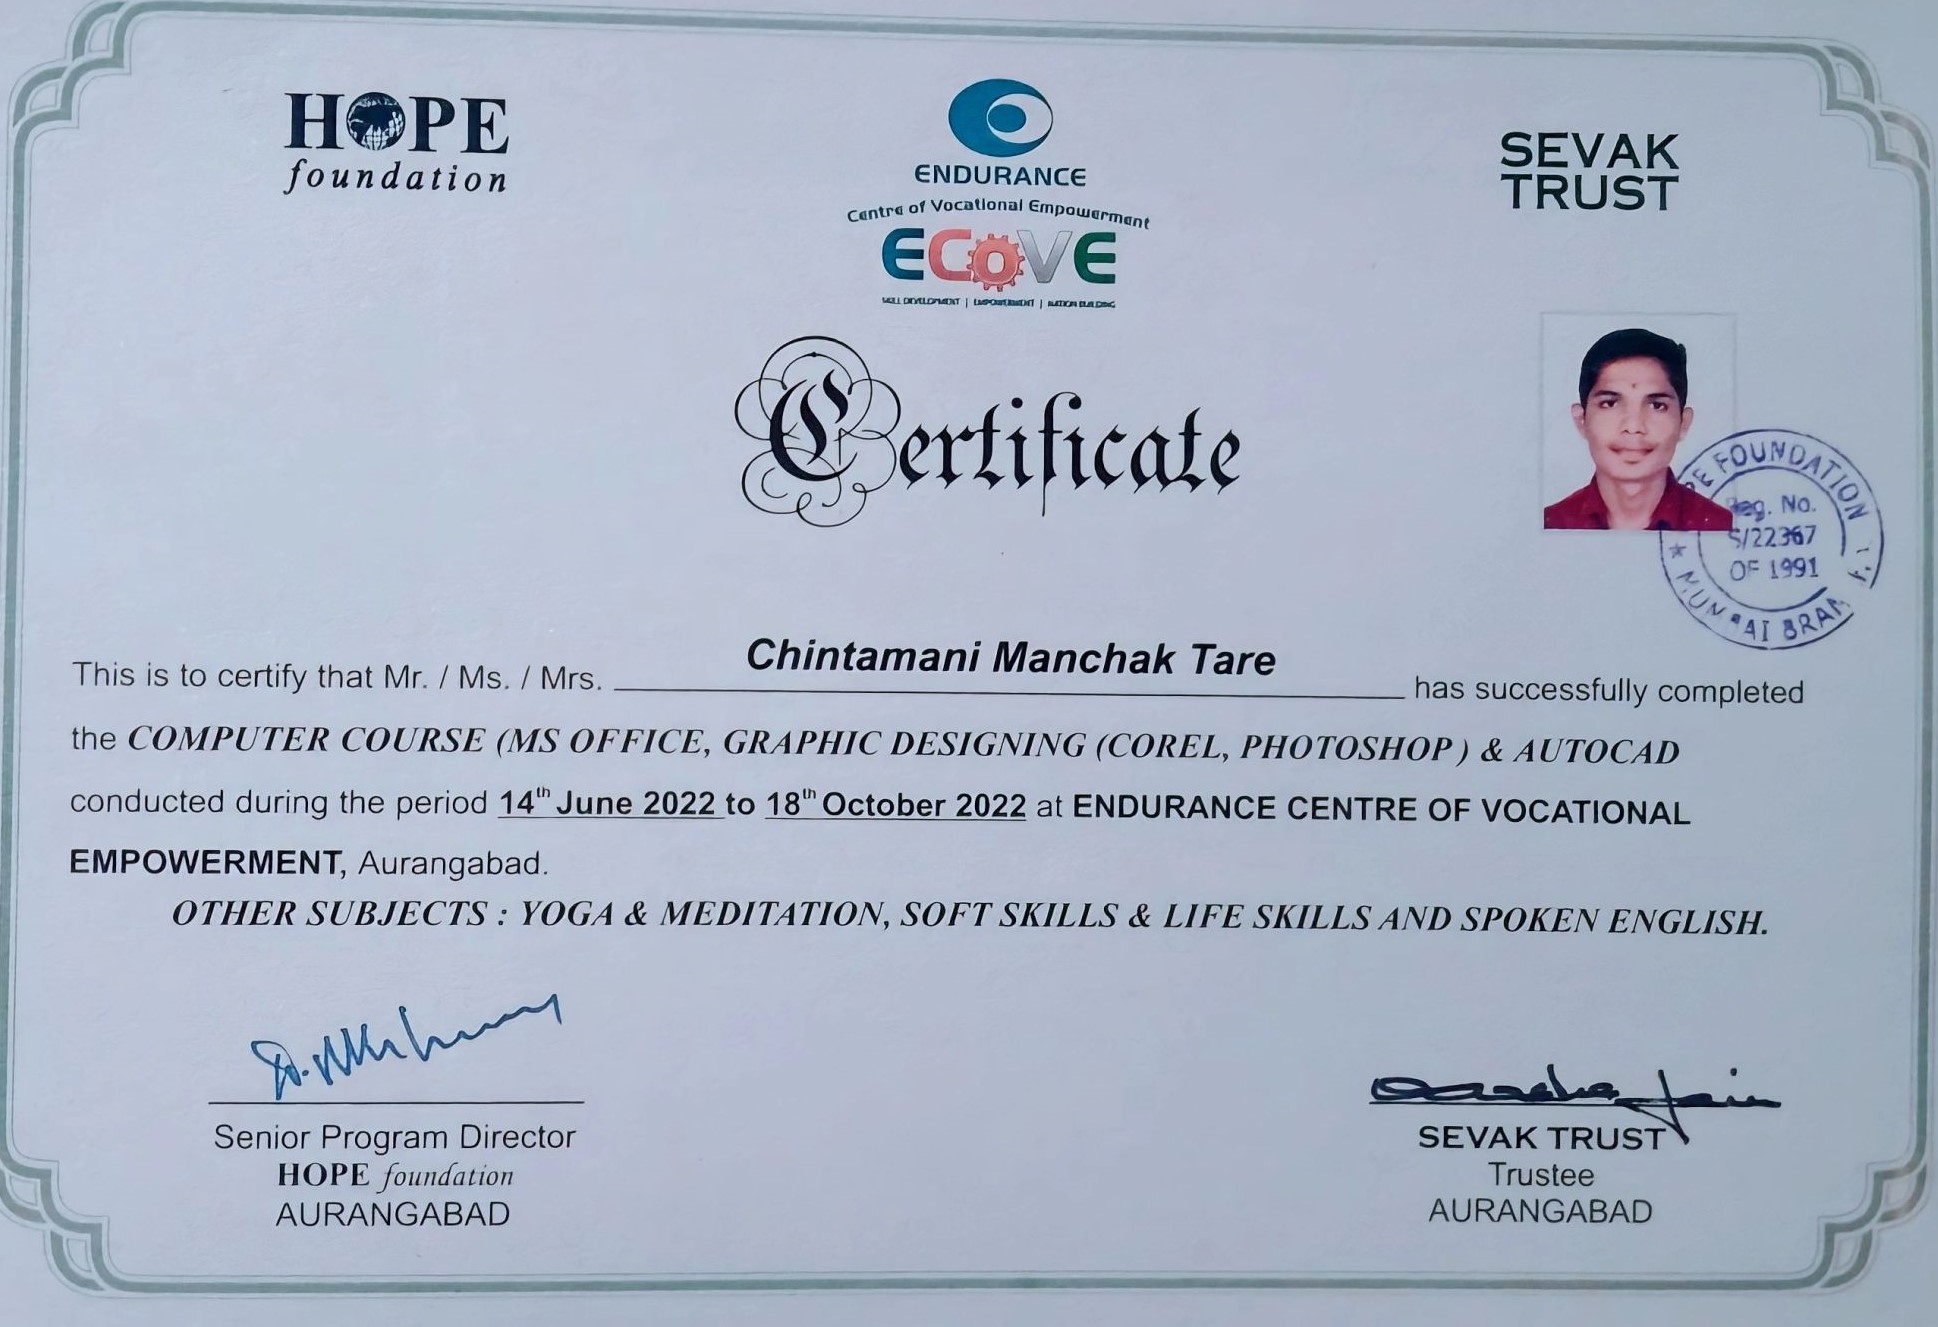 HOPE
foundation
ENDURANCE
Centre of Vocational Empowerment
ECoVE
SKILL DEVELOPMENT | EMPOWERMENT | NATION BUILDING
SEVAK
TRUST
Certificate
FOUNDATION
Reg. No.
S/22367
OF 1991
MUMBAI BRAN
This is to certify that Mr. / Ms. / Mrs. Chintamani Manchak Tare has successfully completed
the COMPUTER COURSE (MS OFFICE, GRAPHIC DESIGNING (COREL, PHOTOSHOP) & AUTOCAD
conducted during the period 14th June 2022 to 18th October 2022 at ENDURANCE CENTRE OF VOCATIONAL
EMPOWERMENT, Aurangabad.
OTHER SUBJECTS : YOGA & MEDITATION, SOFT SKILLS & LIFE SKILLS AND SPOKEN ENGLISH.
Senior Program Director
HOPE foundation
AURANGABAD
SEVAK TRUST
Trustee
AURANGABAD